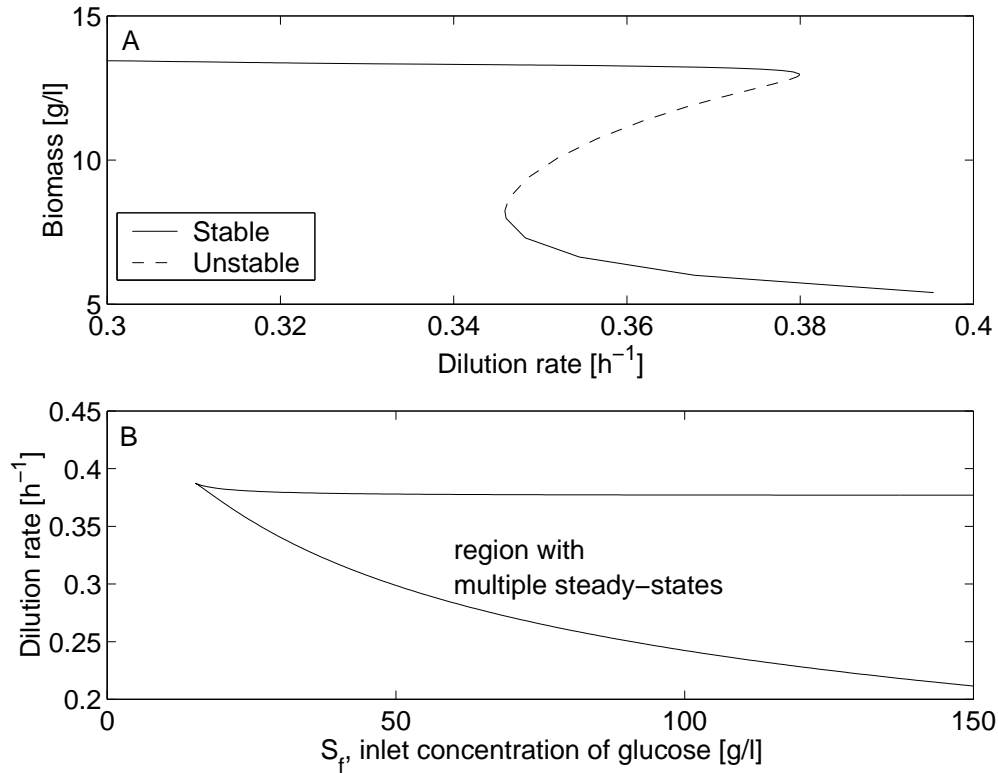 A
15
10
5
Biomass [g/l]
Stable
Unstable
0.3 0.32 0.34 0.36 0.38 0.4
Dilution rate [h−1]
B
0.45
0.4
0.35
0.3
0.25
0.2
Dilution rate [h−1]
region with
multiple steady−states
0 50 100 150
Sf, inlet concentration of glucose [g/l]